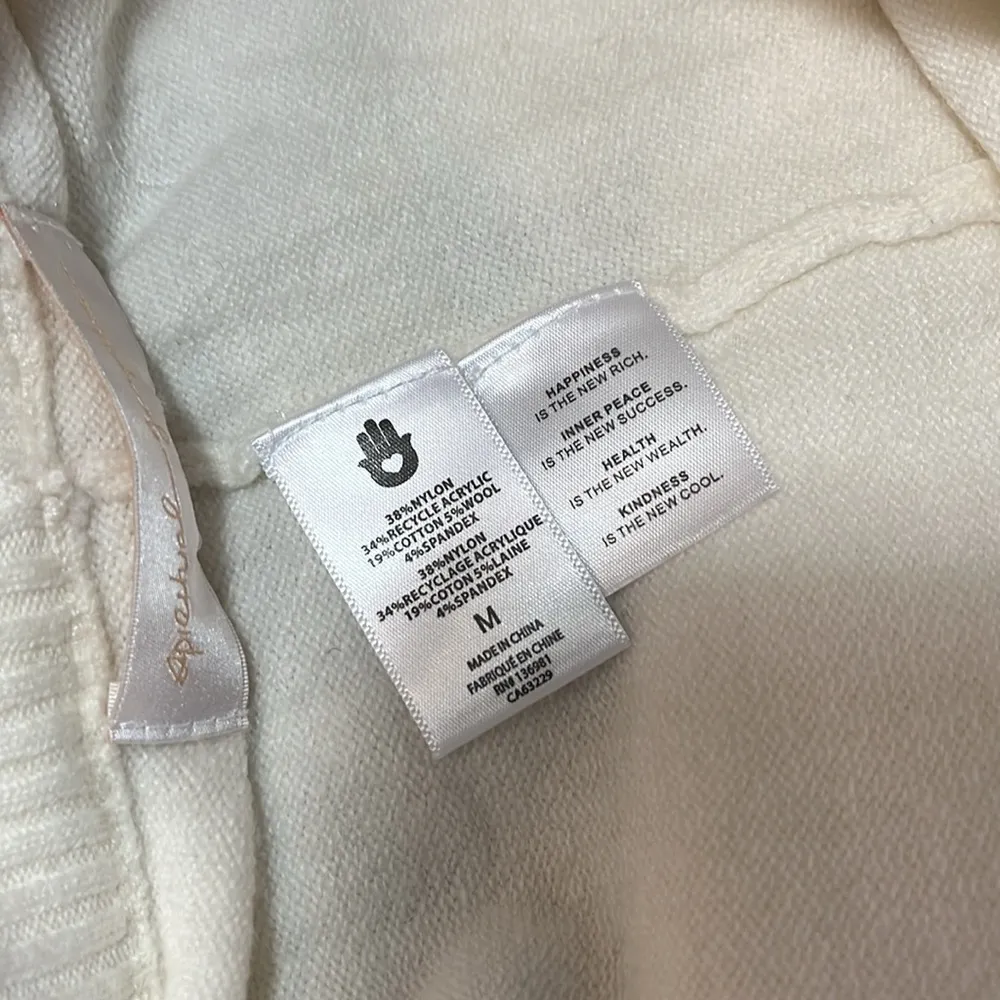 38%NYLON
34%RECYCLE ACRYLIC
19%COTTON 5%WOOL
4%SPANDEX
38%NYLON
34%RECYCLAGE ACRYLIQUE
19%COTON 5%LAINE
4%SPANDEX
M
MADE IN CHINA
FABRIQUÉ EN CHINE
RN# 136981
CA63229
HAPPINESS
IS THE NEW RICH.
INNER PEACE
IS THE NEW SUCCESS.
HEALTH
IS THE NEW WEALTH.
KINDNESS
IS THE NEW COOL.